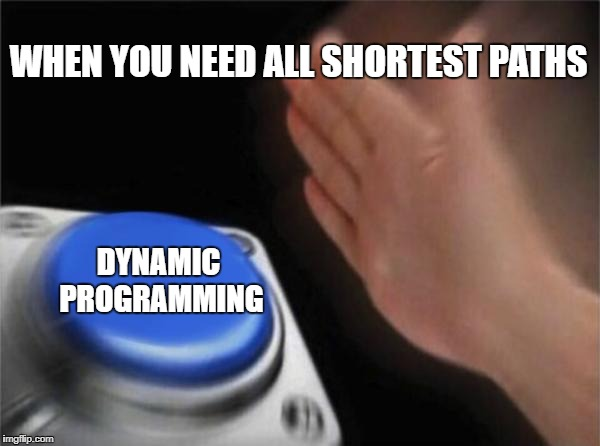 WHEN YOU NEED ALL SHORTEST PATHS
DYNAMIC
PROGRAMMING
imgflip.com